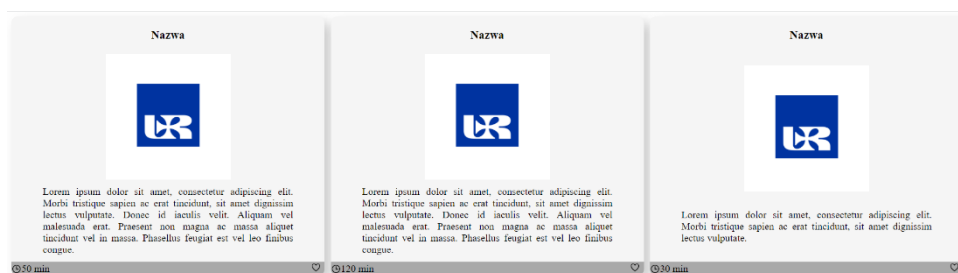 Nazwa
UR
Lorem ipsum dolor sit amet, consectetur adipiscing elit.
Morbi tristique sapien ac erat tincidunt, sit amet dignissim
lectus vulputate. Donec id iaculis velit. Aliquam vel
malesuada erat. Praesent non magna ac massa aliquet
tincidunt vel in massa. Phasellus feugiat est vel leo finibus
congue.
50 min
Nazwa
UR
Lorem ipsum dolor sit amet, consectetur adipiscing elit.
Morbi tristique sapien ac erat tincidunt, sit amet dignissim
lectus vulputate. Donec id iaculis velit. Aliquam vel
malesuada erat. Praesent non magna ac massa aliquet
tincidunt vel in massa. Phasellus feugiat est vel leo finibus
congue.
120 min
Nazwa
UR
Lorem ipsum dolor sit amet, consectetur adipiscing elit.
Morbi tristique sapien ac erat tincidunt, sit amet dignissim
lectus vulputate.
30 min